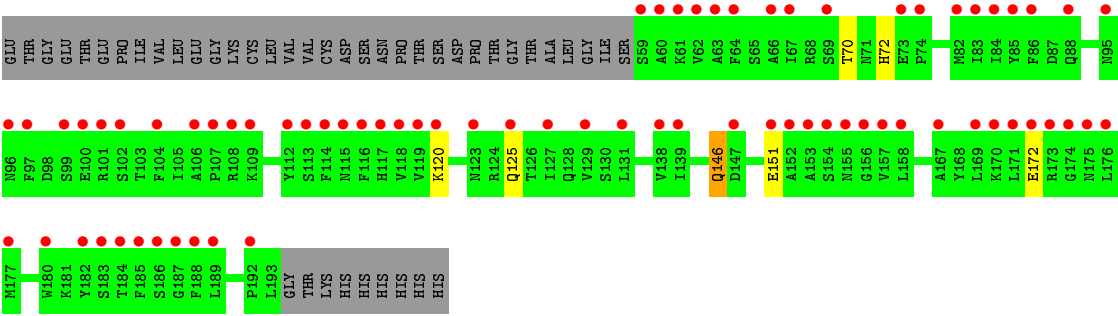 GLU THR GLY GLU THR GLU PRO ILE VAL LEU GLU GLY LYS CYS LEU VAL VAL CYS ASP SER ASN PRO THR SER ASP PRO THR GLY THR ALA LEU GLY ILE SER S59 A60 K61 V62 A63 F64 S65 A66 I67 R68 S69 T70 N71 H72 E73 P74 M82 I83 I84 Y85 F86 D87 Q88 N95
N96 F97 D98 S99 E100 R101 S102 T103 F104 I105 A106 P107 R108 K109 Y112 S113 F114 N115 F116 H117 V118 V119 K120 N123 R124 Q125 T126 I127 Q128 V129 S130 L131 V138 I139 Q146 D147 E151 A152 A153 S154 N155 G156 V157 L158 A167 Y168 L169 K170 L171 E172 R173 G174 N175 L176
M177 W180 K181 Y182 S183 T184 F185 S186 G187 F188 L189 P192 L193 GLY THR LYS HIS HIS HIS HIS HIS HIS